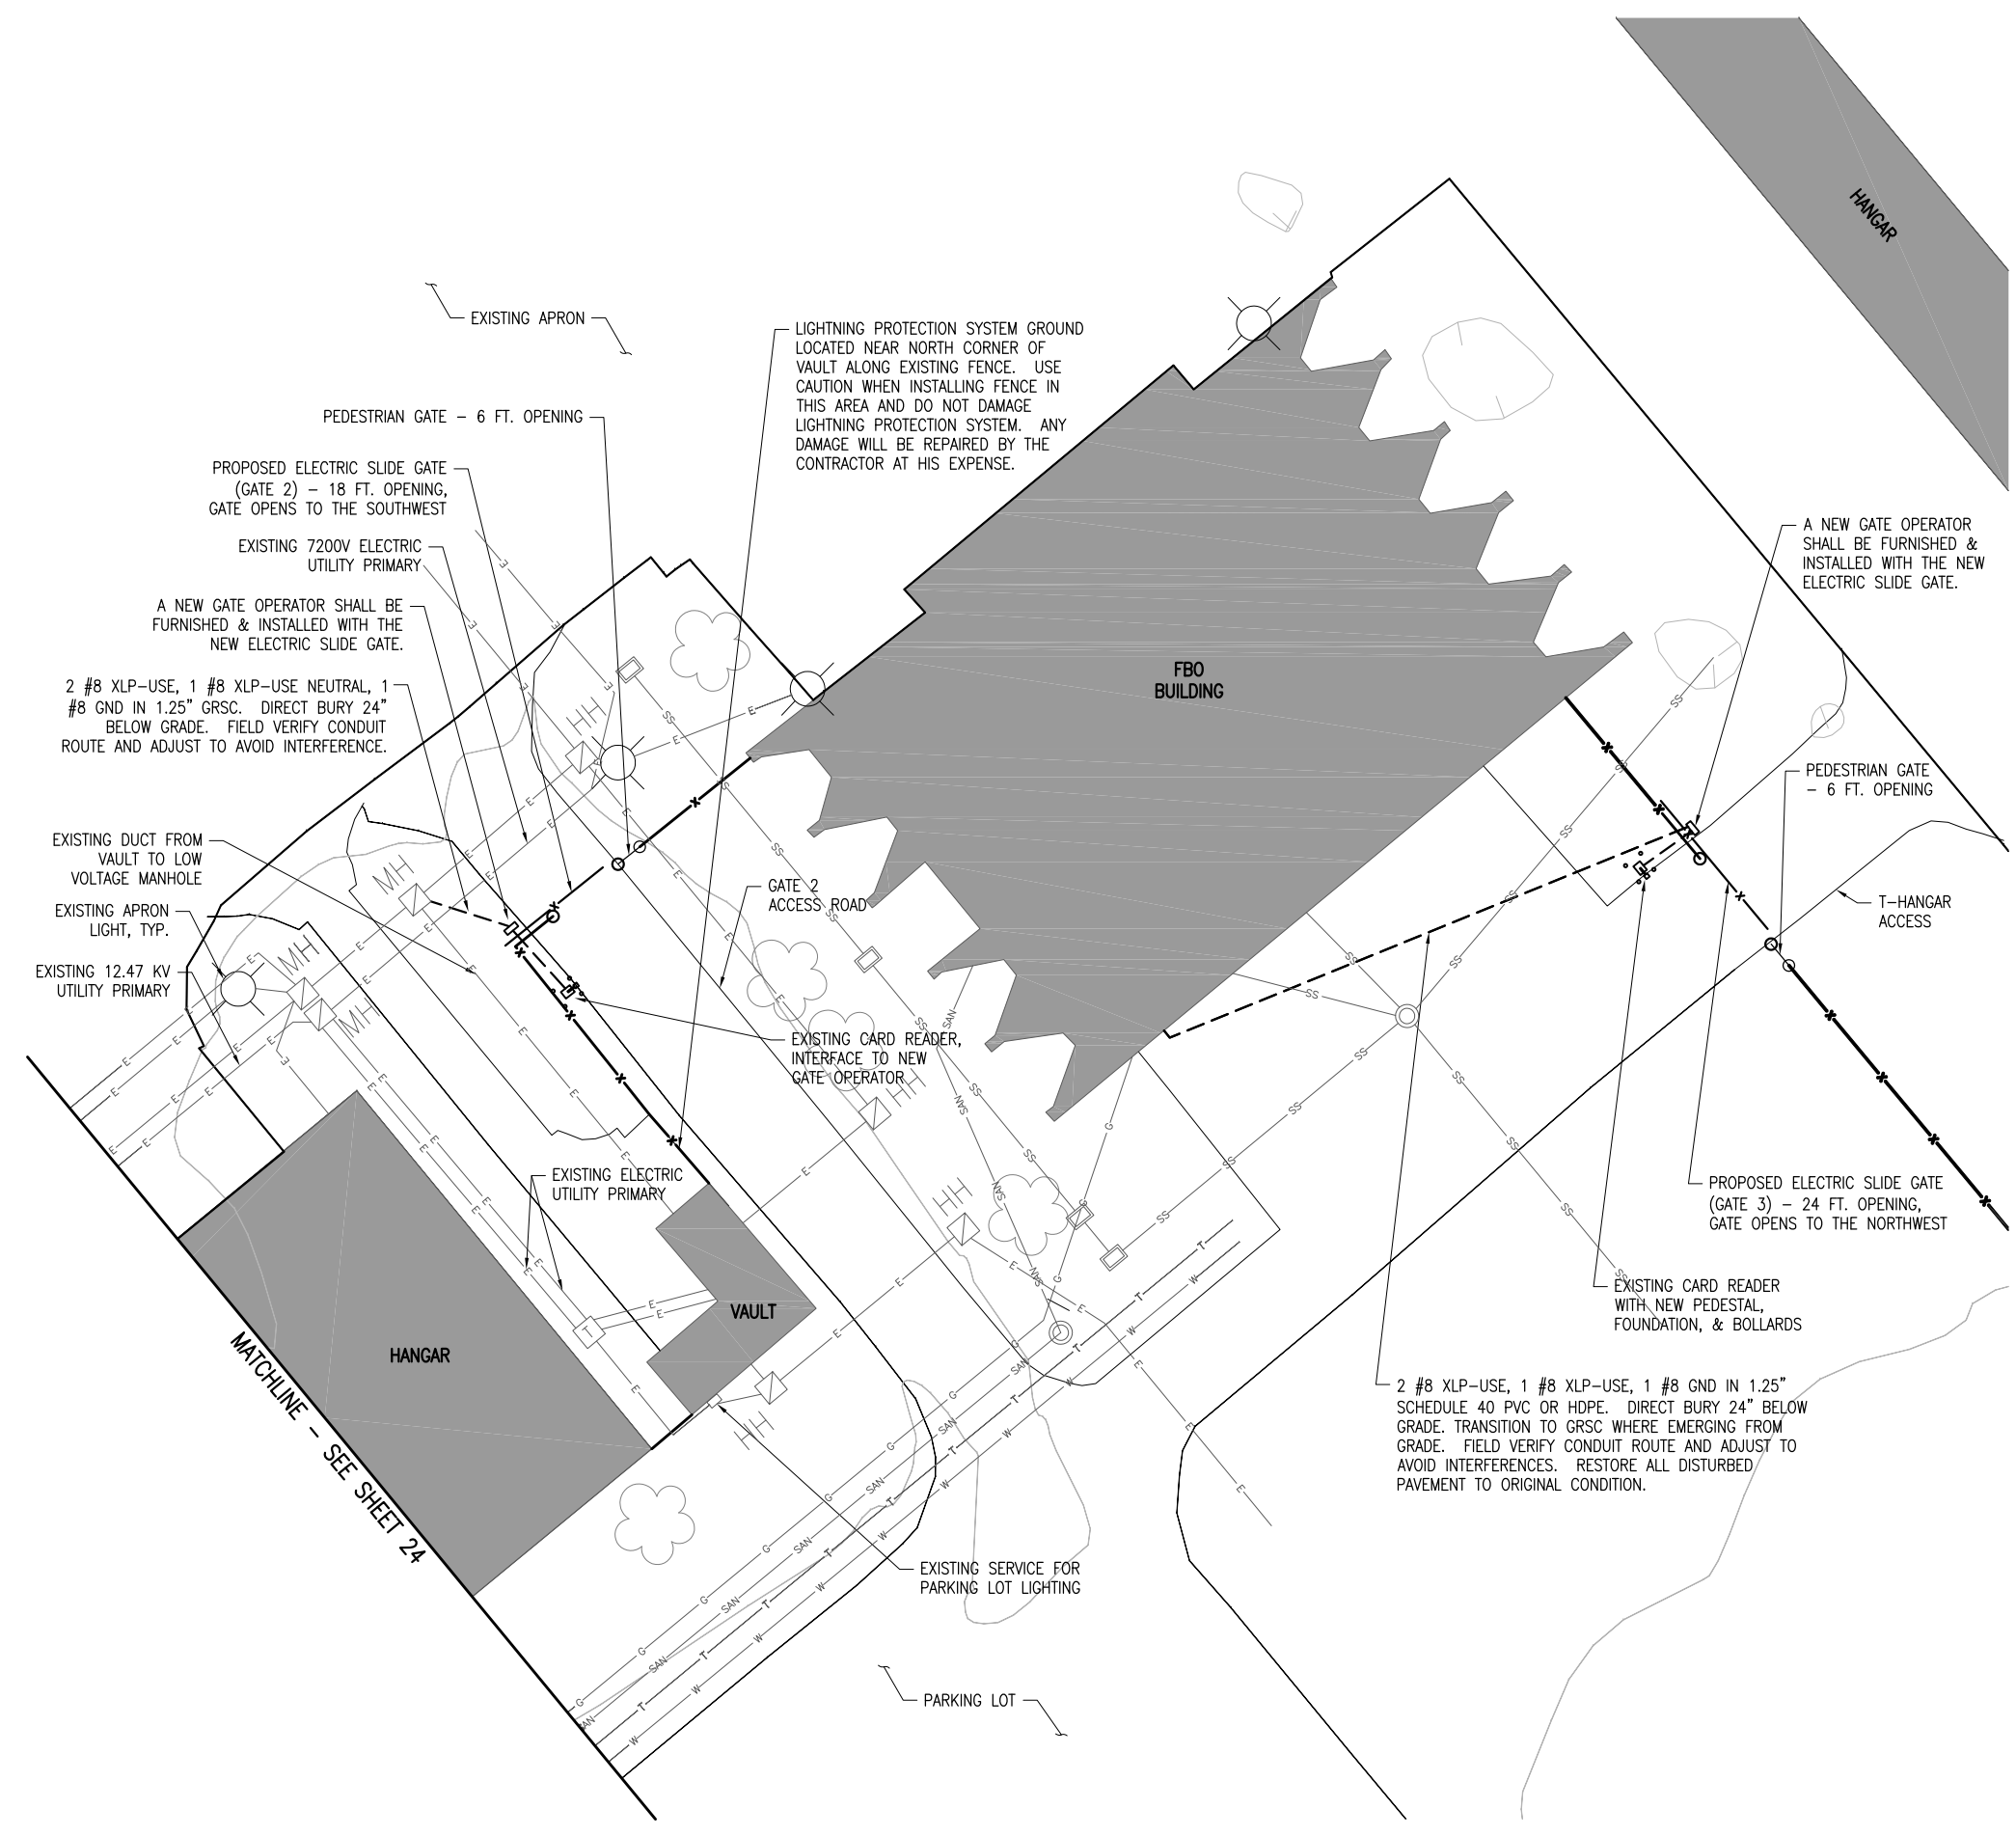 HANGAR
EXISTING APRON
LIGHTNING PROTECTION SYSTEM GROUND
LOCATED NEAR NORTH CORNER OF
VAULT ALONG EXISTING FENCE. USE
CAUTION WHEN INSTALLING FENCE IN
THIS AREA AND DO NOT DAMAGE
LIGHTNING PROTECTION SYSTEM. ANY
DAMAGE WILL BE REPAIRED BY THE
CONTRACTOR AT HIS EXPENSE.
PEDESTRIAN GATE - 6 FT. OPENING
PROPOSED ELECTRIC SLIDE GATE
(GATE 2) - 18 FT. OPENING,
GATE OPENS TO THE SOUTHWEST
EXISTING 7200V ELECTRIC
UTILITY PRIMARY
A NEW GATE OPERATOR SHALL BE
FURNISHED & INSTALLED WITH THE
NEW ELECTRIC SLIDE GATE.
2 #8 XLP-USE, 1 #8 XLP-USE NEUTRAL, 1
#8 GND IN 1.25" GRSC. DIRECT BURY 24"
BELOW GRADE. FIELD VERIFY CONDUIT
ROUTE AND ADJUST TO AVOID INTERFERENCE.
EXISTING DUCT FROM
VAULT TO LOW
VOLTAGE MANHOLE
EXISTING APRON
LIGHT, TYP.
EXISTING 12.47 KV
UTILITY PRIMARY
A NEW GATE OPERATOR
SHALL BE FURNISHED &
INSTALLED WITH THE NEW
ELECTRIC SLIDE GATE.
FBO
BUILDING
PEDESTRIAN GATE
- 6 FT. OPENING
T-HANGAR
ACCESS
GATE 2
ACCESS ROAD
HH
MH
MH
MH
EXISTING CARD READER,
INTERFACE TO NEW
GATE OPERATOR
HH
HH
EXISTING ELECTRIC
UTILITY PRIMARY
PROPOSED ELECTRIC SLIDE GATE
(GATE 3) - 24 FT. OPENING,
GATE OPENS TO THE NORTHWEST
EXISTING CARD READER
WITH NEW PEDESTAL,
FOUNDATION, & BOLLARDS
VAULT
T
HANGAR
HH
MATCHLINE - SEE SHEET 24
2 #8 XLP-USE, 1 #8 XLP-USE, 1 #8 GND IN 1.25"
SCHEDULE 40 PVC OR HDPE. DIRECT BURY 24" BELOW
GRADE. TRANSITION TO GRSC WHERE EMERGING FROM
GRADE. FIELD VERIFY CONDUIT ROUTE AND ADJUST TO
AVOID INTERFERENCES. RESTORE ALL DISTURBED
PAVEMENT TO ORIGINAL CONDITION.
EXISTING SERVICE FOR
PARKING LOT LIGHTING
PARKING LOT